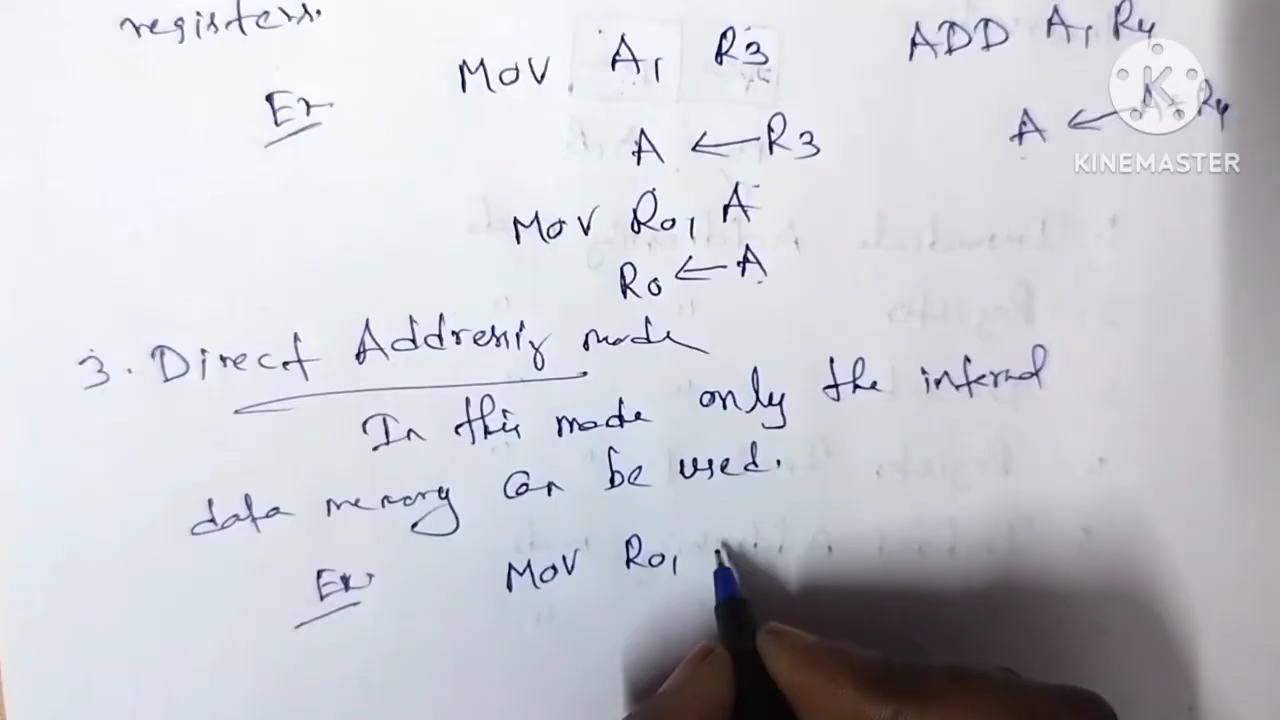 registers.
Ex MOV A, R3 ADD A, R4
A ← R3 A ← R4
MOV R0, A
R0 ← A
3. Direct Addressing mode
In this mode only the internal
data memory can be used.
Ex MOV R0,
K
KINEMASTER